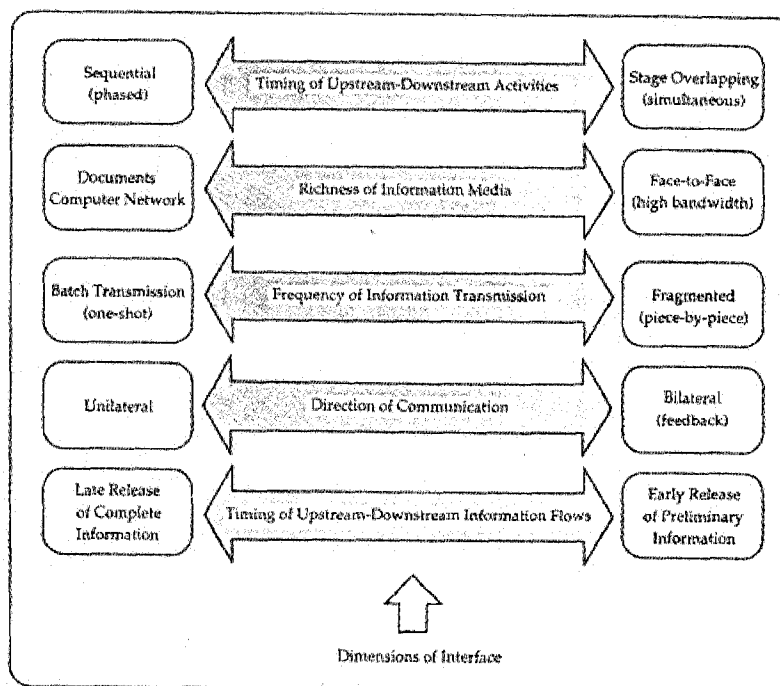 Sequential
(phased)
Timing of Upstream-Downstream Activities
Stage Overlapping
(simultaneous)
Documents
Computer Network
Richness of Information Media
Face-to-Face
(high bandwidth)
Batch Transmission
(one-shot)
Frequency of Information Transmission
Fragmented
(piece-by-piece)
Unilateral
Direction of Communication
Bilateral
(feedback)
Late Release
of Complete
Information
Timing of Upstream-Downstream Information Flows
Early Release
of Preliminary
Information
Dimensions of Interface